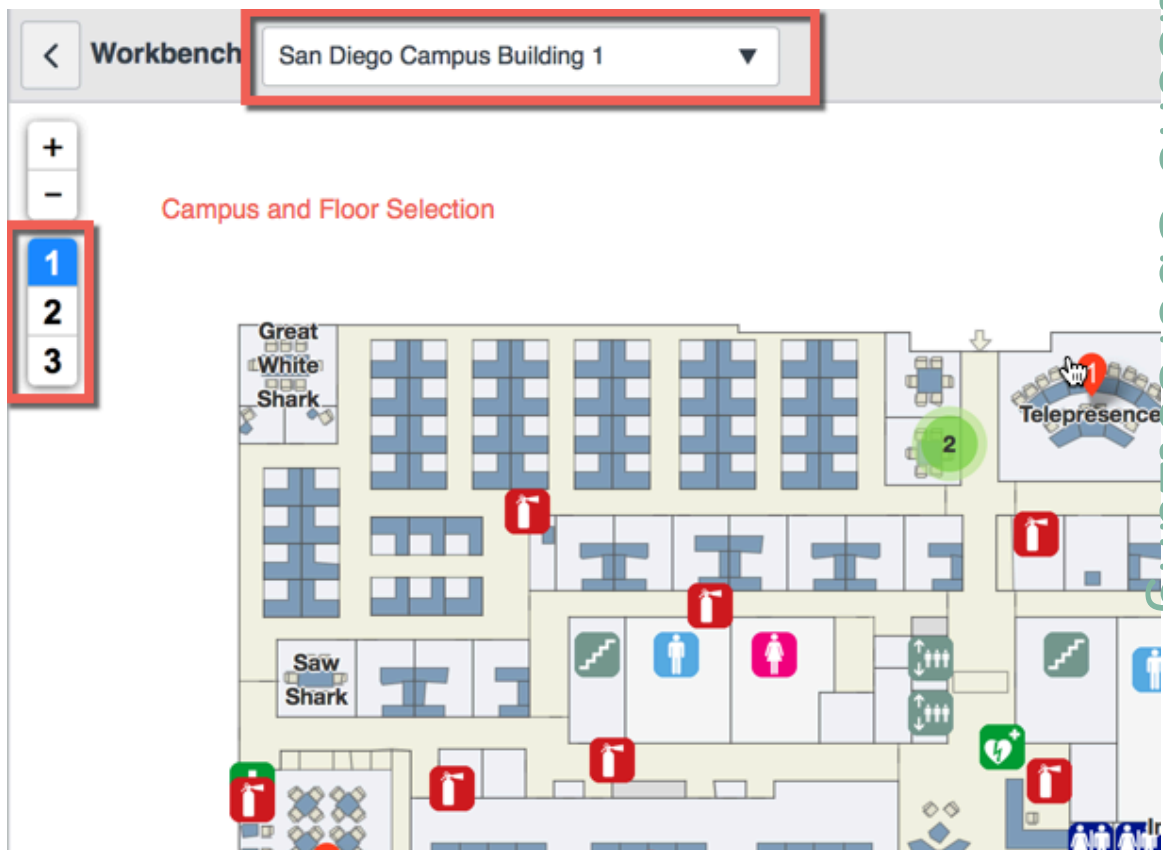 Workbench
San Diego Campus Building 1
+
−
Campus and Floor Selection
1
2
3
Great
White
Shark
1
Telepresence
2
Saw
Shark